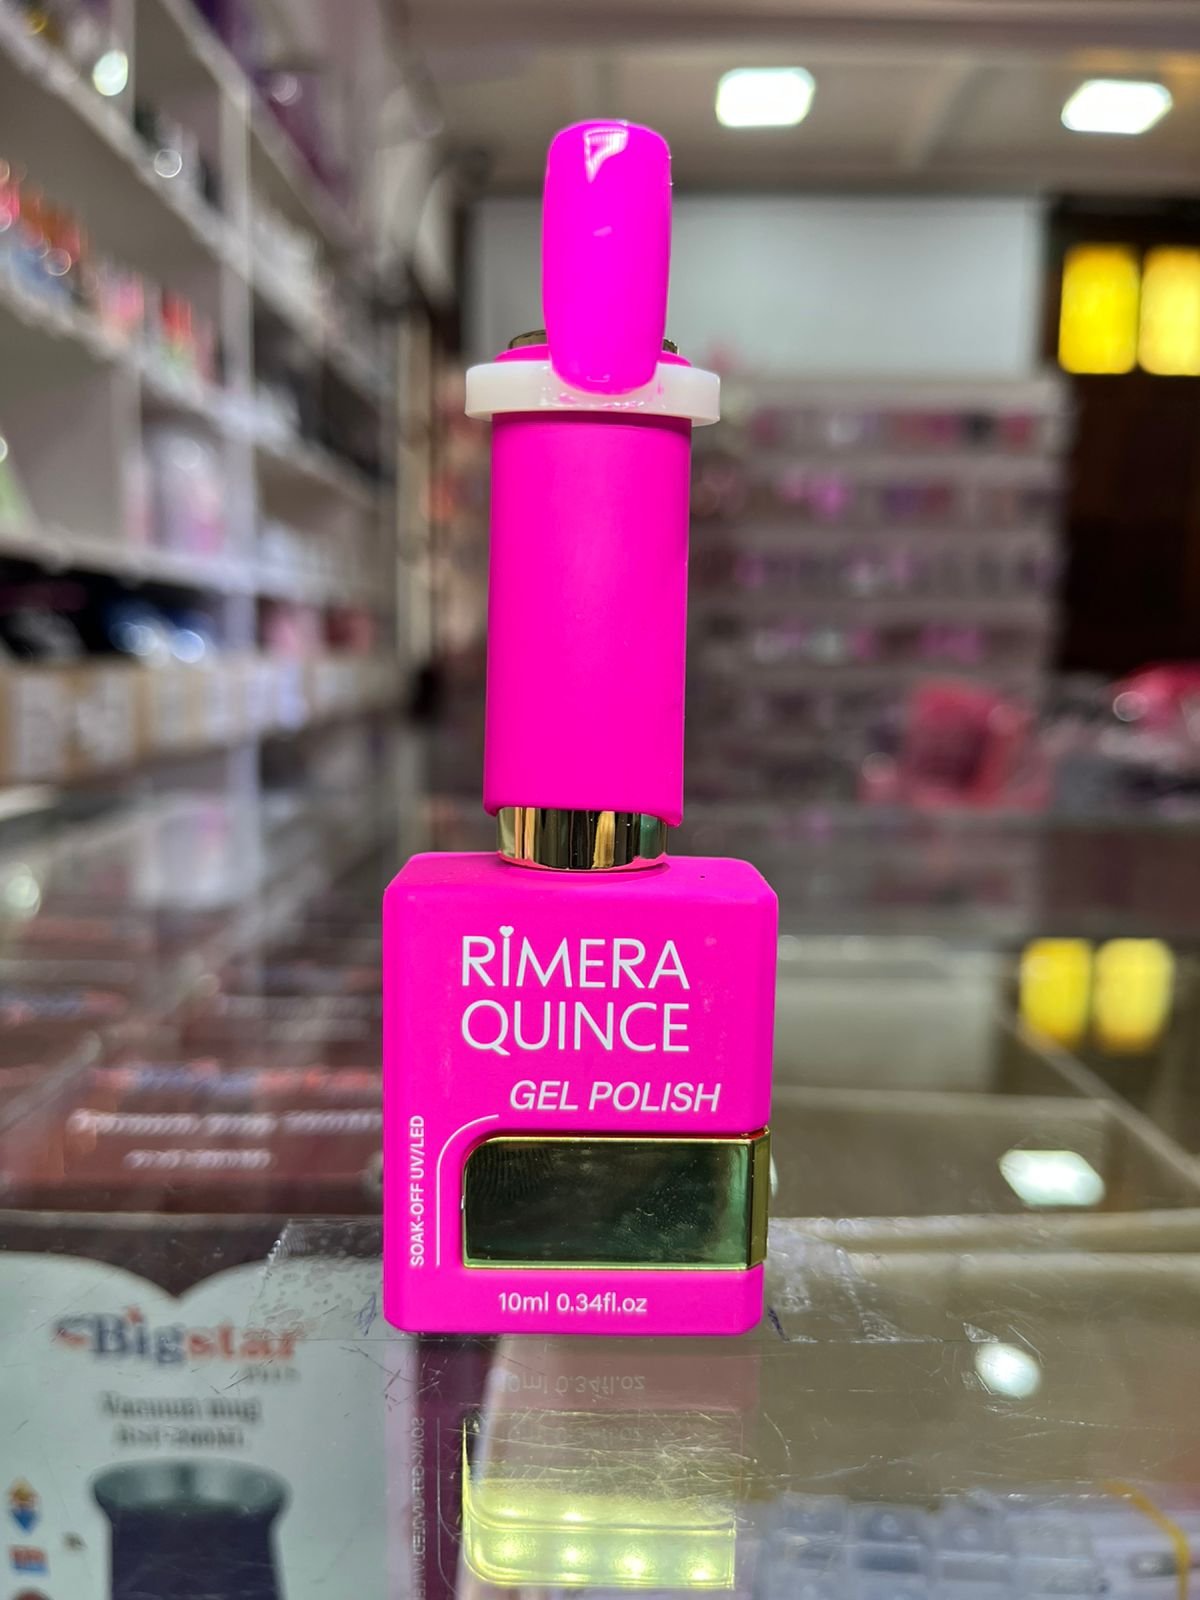 RIMERA
QUINCE
GEL POLISH
SOAK-OFF UV/LED
10ml 0.34fl.oz
Bigstar
Vacuum mug